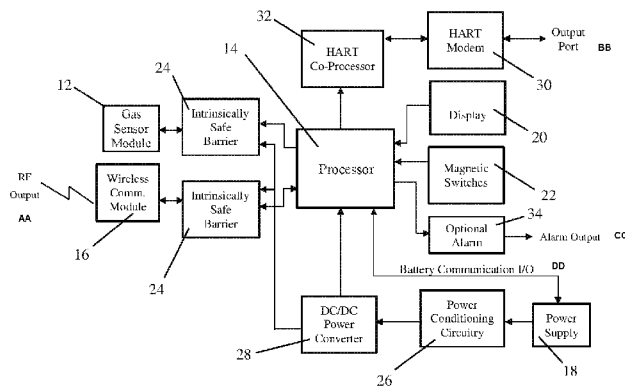 32
HART
Co-Processor
HART
Modem
Output
Port
BB
30
24
14
12
Gas
Sensor
Module
Intrinsically
Safe
Barrier
Display
20
Processor
Magnetic
Switches
22
RF
Output
AA
Wireless
Comm.
Module
16
Intrinsically
Safe
Barrier
24
34
Optional
Alarm
Alarm Output
CC
Battery Communication I/O
DD
DC/DC
Power
Converter
28
Power
Conditioning
Circuitry
26
Power
Supply
18